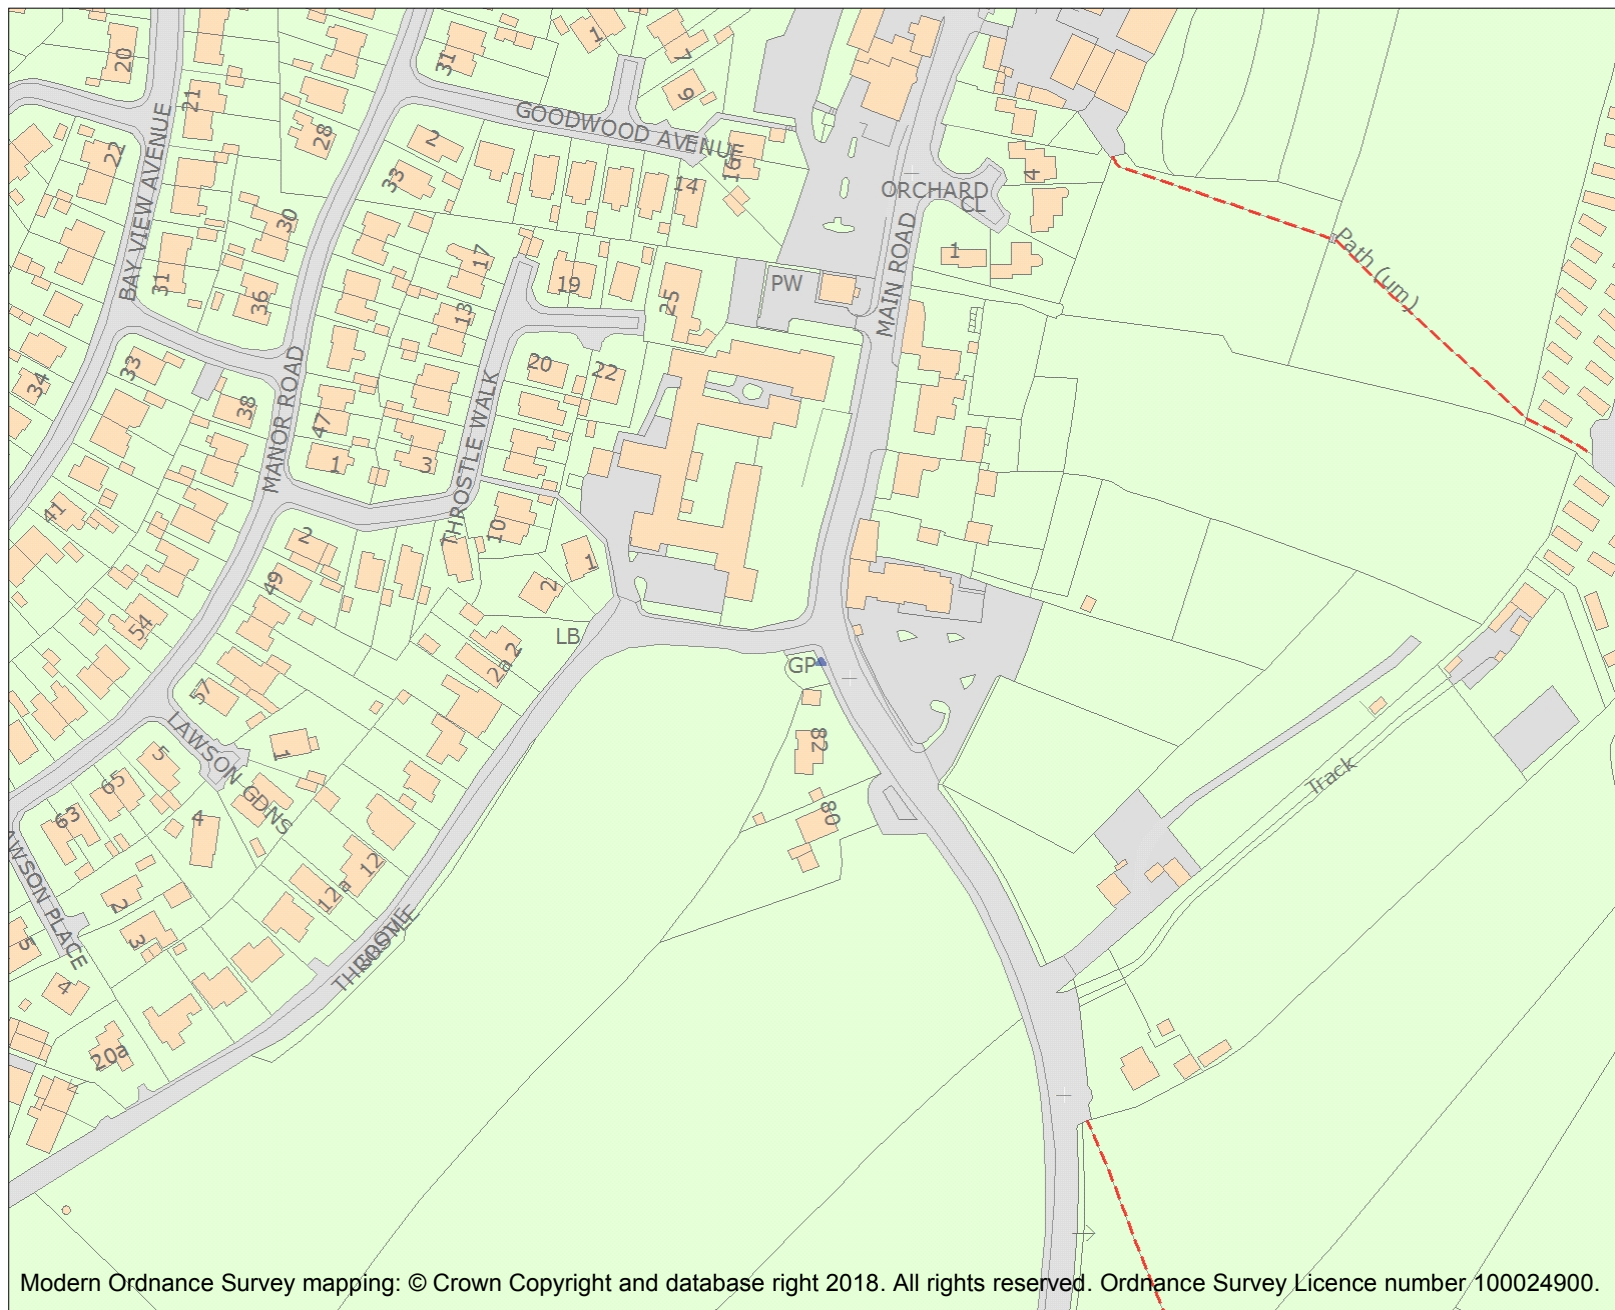 20
21
22
28
BAY VIEW AVENUE
31
1
7
9
GOODWOOD AVENUE
2
33
16
14
30
31
36
17
13
19
25
PW
ORCHARD
CL
4
1
MAIN ROAD
Path (um)
34
33
38
MANOR ROAD
47
1
3
THROSTLE WALK
20
22
10
41
2
49
54
1
2
LB
2
2a
GP
82
80
57
LAWSON GDNS
1
5
65
63
4
12
12a
AWSON PLACE
2
3
5
4
20a
THROSTLE
Track
Modern Ordnance Survey mapping: © Crown Copyright and database right 2018. All rights reserved. Ordnance Survey Licence number 100024900.